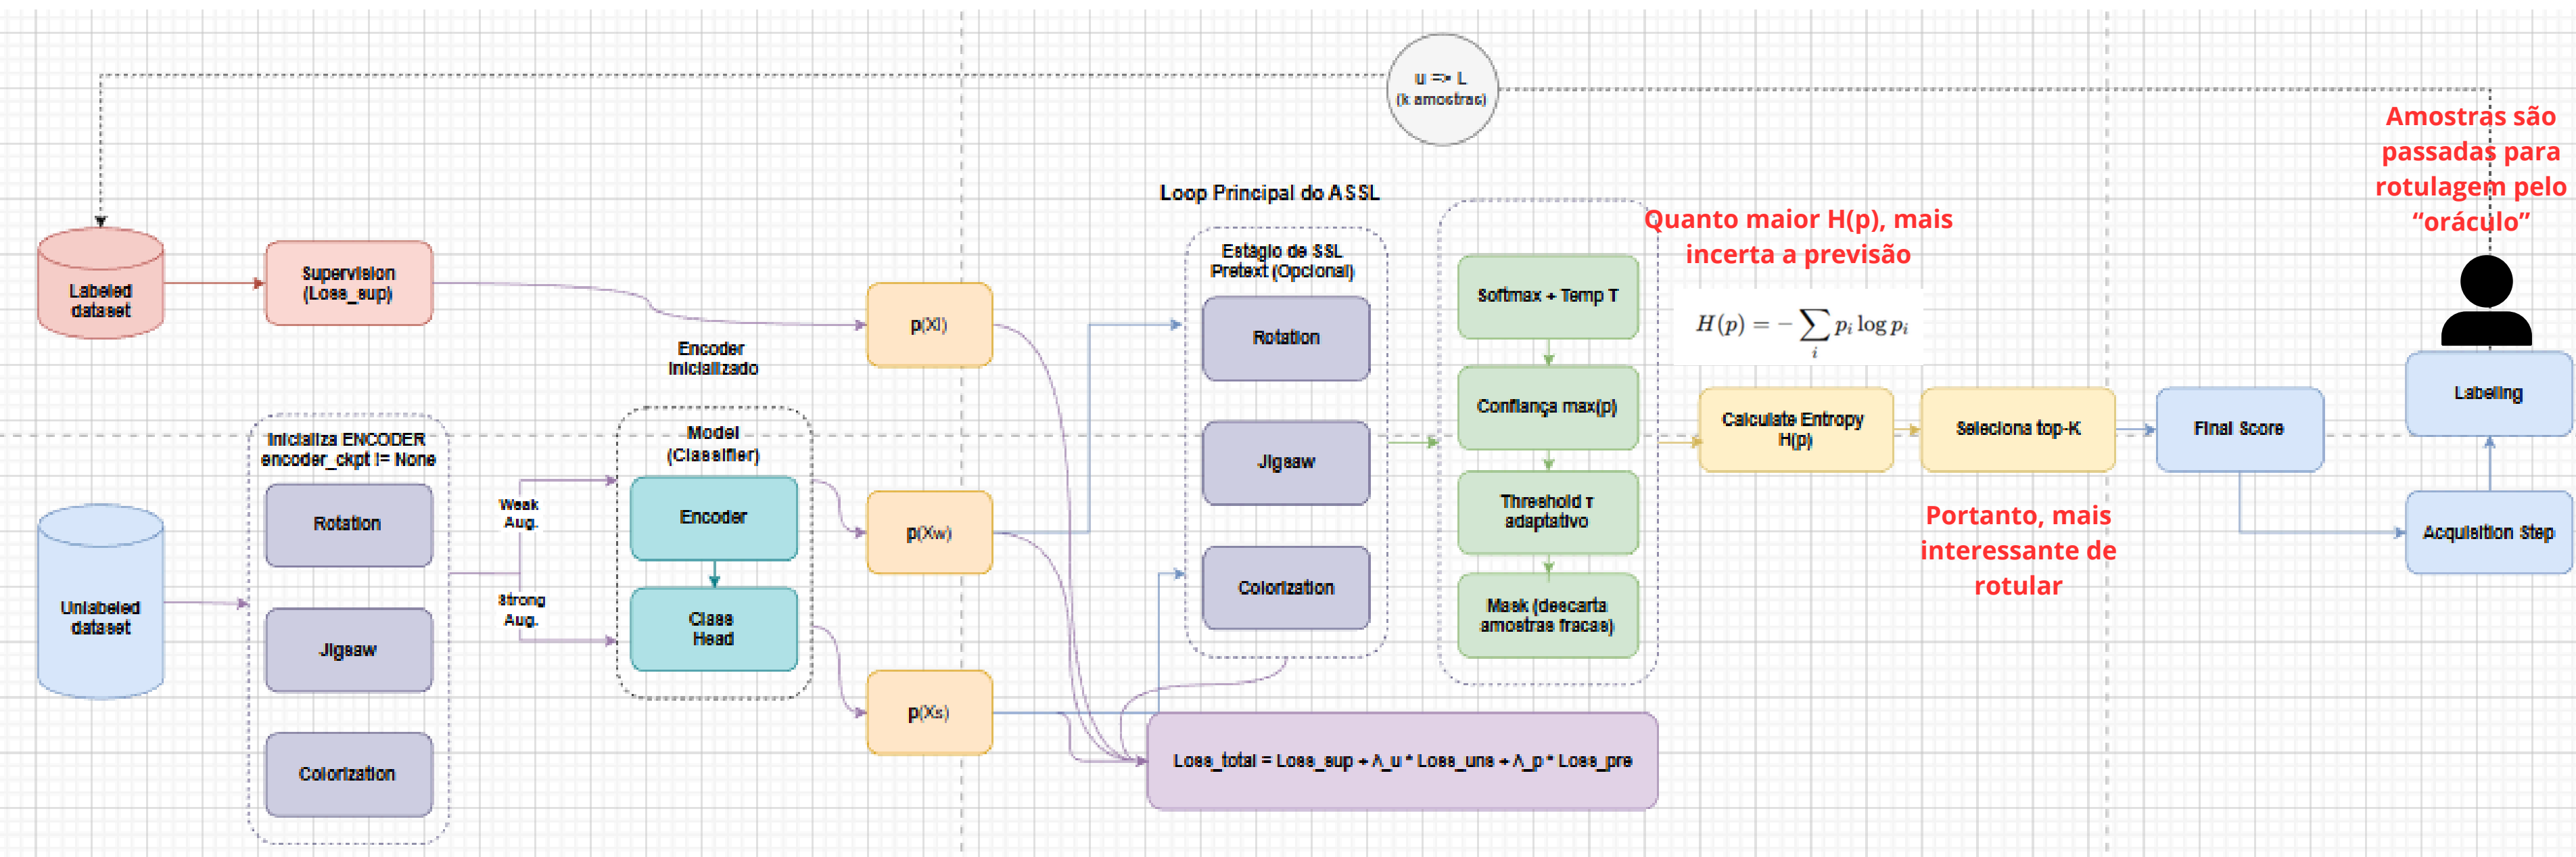 u => L
(k amostras)
Amostras são
passadas para
rotulagem pelo
“oráculo”
Loop Principal do ASSL
Quanto maior H(p), mais
incerta a previsão
Labeled
dataset
Supervision
(Loss_sup)
Encoder
Inicializado
p(Xl)
Estágio de SSL
Pretext (Opcional)
Rotation
Jigsaw
Colorization
Softmax + Temp T
Confiança max(p)
Threshold τ
adaptativo
Mask (descarta
amostras fracas)
H(p) = − ∑_i p_i log p_i
Calculate Entropy
H(p)
Seleciona top-K
Final Score
Labeling
Acquisition Step
Portanto, mais
interessante de
rotular
Unlabeled
dataset
Inicializa ENCODER
encoder_ckpt != None
Rotation
Jigsaw
Colorization
Weak
Aug.
Strong
Aug.
Model
(Classifier)
Encoder
Class
Head
p(Xw)
p(Xs)
Loss_total = Loss_sup + λ_u * Loss_uns + λ_p * Loss_pre